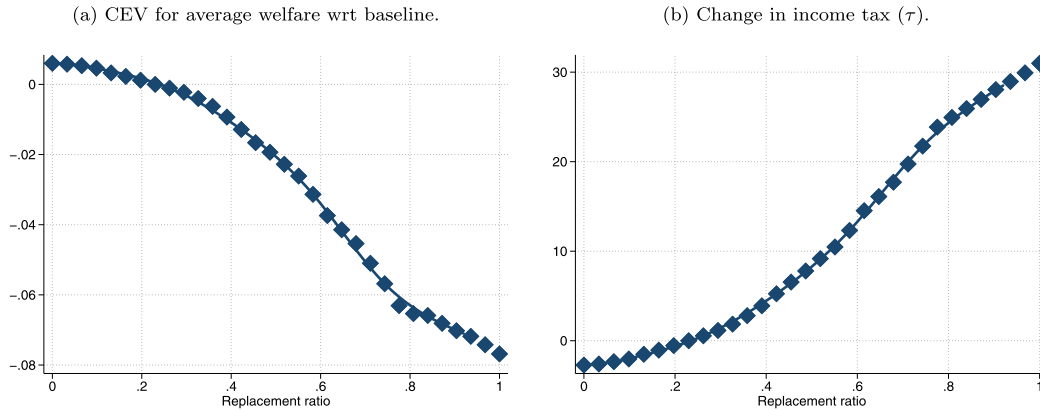 (a) CEV for average welfare wrt baseline.
0
−.02
−.04
−.06
−.08
0 .2 .4 .6 .8 1
Replacement ratio
(b) Change in income tax (τ).
30
20
10
0
0 .2 .4 .6 .8 1
Replacement ratio